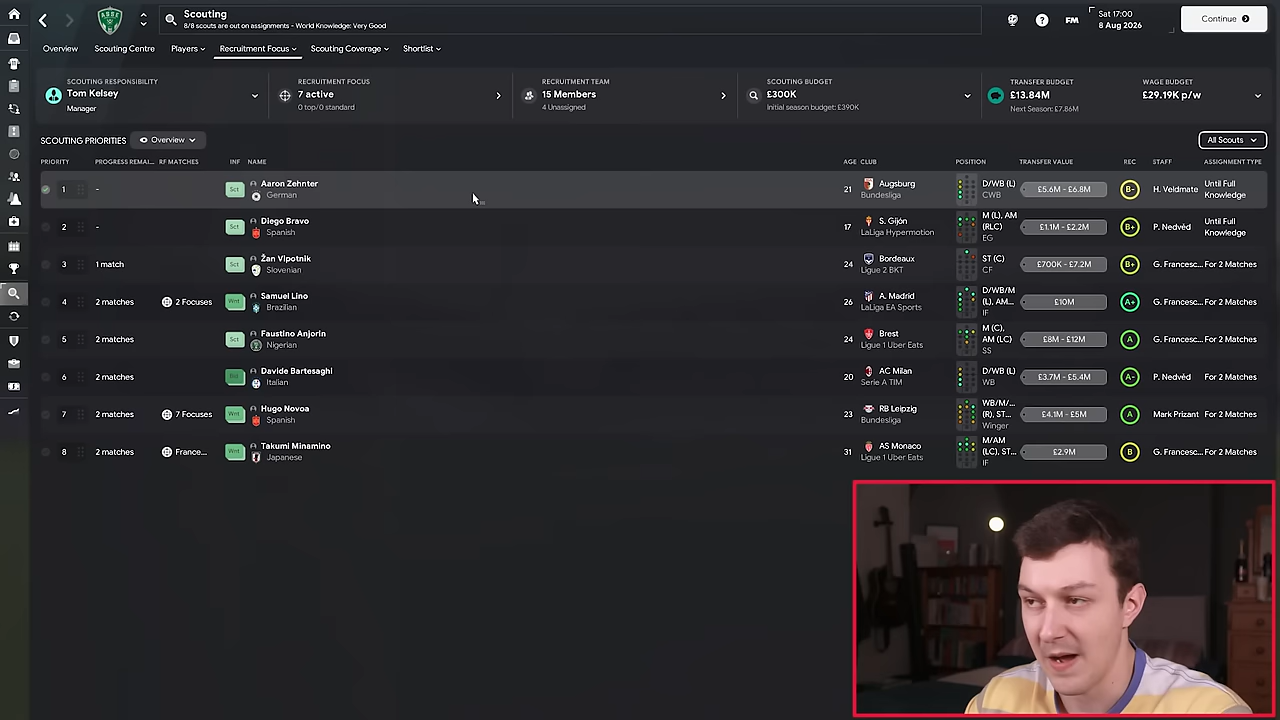 ASSE
Scouting
8/8 scouts are out on assignments - World Knowledge: Very Good
FM
Sat 17:00
8 Aug 2026
Continue
Overview
Scouting Centre
Players
Recruitment Focus
Scouting Coverage
Shortlist
SCOUTING RESPONSIBILITY
Tom Kelsey
Manager
RECRUITMENT FOCUS
7 active
0 top/0 standard
RECRUITMENT TEAM
15 Members
4 Unassigned
SCOUTING BUDGET
£300K
Initial season budget: £390K
TRANSFER BUDGET
£13.84M
Next Season: £7.86M
WAGE BUDGET
£29.19K p/w
SCOUTING PRIORITIES
Overview
All Scouts
PRIORITY PROGRESS REMAI... RF MATCHES INF NAME AGE CLUB POSITION TRANSFER VALUE REC STAFF ASSIGNMENT TYPE
1 - Sct Aaron Zehnter German 21 Augsburg Bundesliga D/WB (L) CWB £5.6M - £6.8M B- H. Veldmate Until Full Knowledge
2 - Sct Diego Bravo Spanish 17 S. Gijón LaLiga Hypermotion M (L), AM (RLC) EG £1.1M - £2.2M B+ P. Nedvěd Until Full Knowledge
3 1 match Sct Žan Vipotnik Slovenian 24 Bordeaux Ligue 2 BKT ST (C) CF £700K - £7.2M B+ G. Francesc... For 2 Matches
4 2 matches 2 Focuses Wnt Samuel Lino Brazilian 26 A. Madrid LaLiga EA Sports D/WB/M (L), AM... IF £10M A+ G. Francesc... For 2 Matches
5 2 matches Sct Faustino Anjorin Nigerian 24 Brest Ligue 1 Uber Eats M (C), AM (LC) SS £8M - £12M A G. Francesc... For 2 Matches
6 2 matches Davide Bartesaghi Italian 20 AC Milan Serie A TIM D/WB (L) WB £3.7M - £5.4M A- P. Nedvěd For 2 Matches
7 2 matches 7 Focuses Wnt Hugo Novoa Spanish 23 RB Leipzig Bundesliga WB/M/... (R), ST... Winger £4.1M - £5M A Mark Prizant For 2 Matches
8 2 matches France... Wnt Takumi Minamino Japanese 31 AS Monaco Ligue 1 Uber Eats M/AM (LC), ST... IF £2.9M B G. Francesc... For 2 Matches